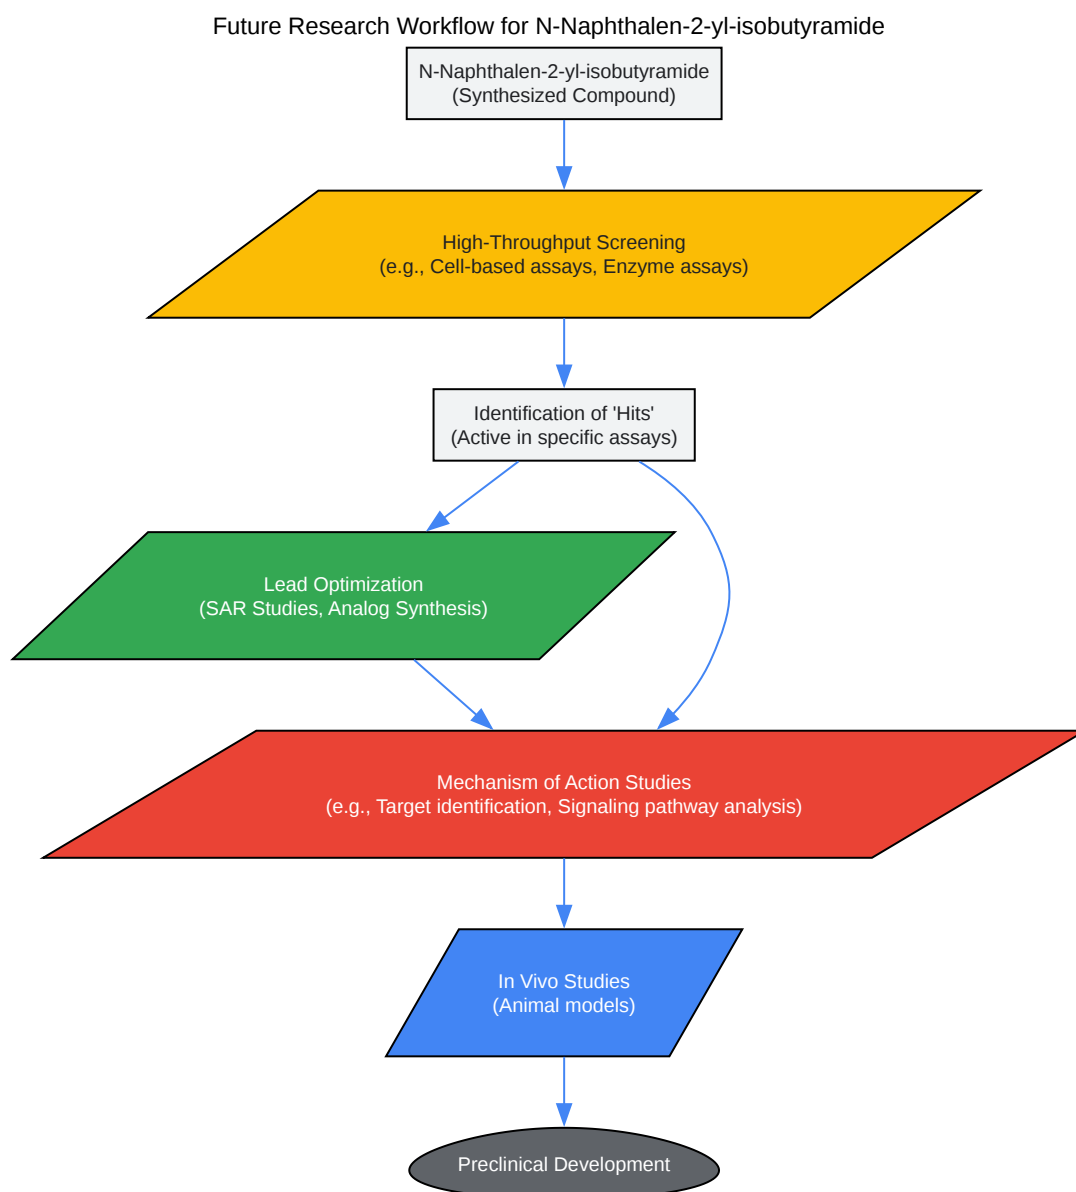 Future Research Workflow for N-Naphthalen-2-yl-isobutyramide
N-Naphthalen-2-yl-isobutyramide
(Synthesized Compound)
High-Throughput Screening
(e.g., Cell-based assays, Enzyme assays)
Identification of 'Hits'
(Active in specific assays)
Lead Optimization
(SAR Studies, Analog Synthesis)
Mechanism of Action Studies
(e.g., Target identification, Signaling pathway analysis)
In Vivo Studies
(Animal models)
Preclinical Development